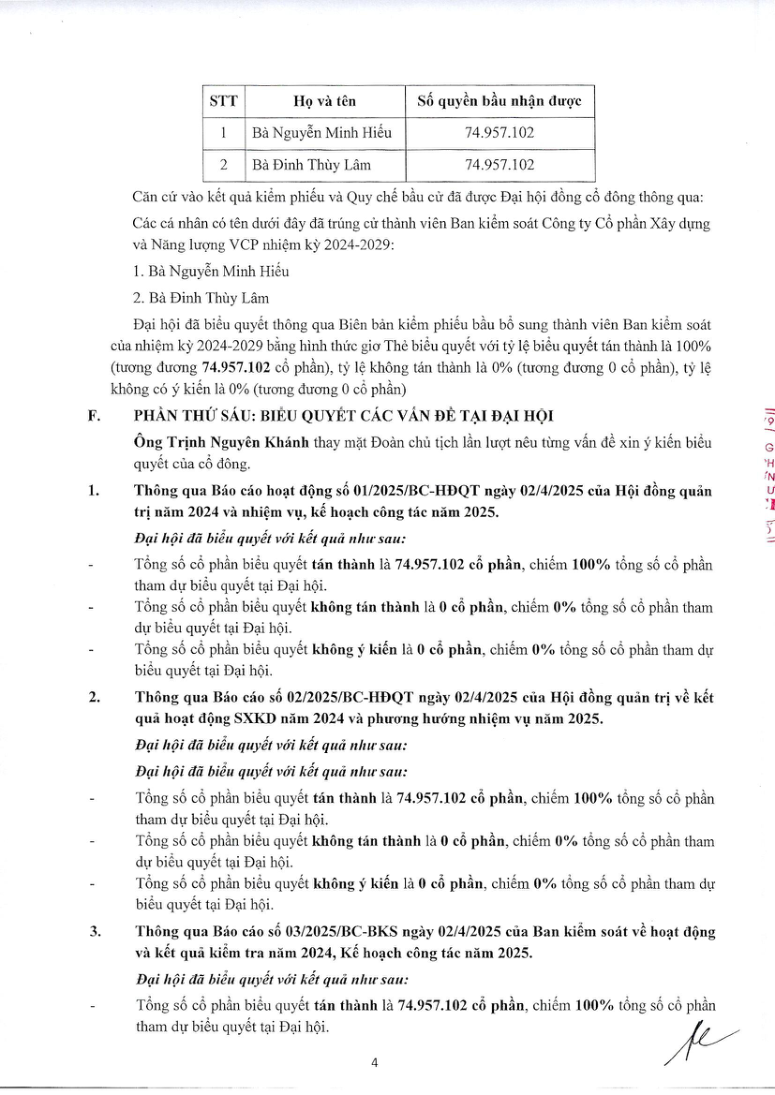 STT Họ và tên Số quyền bầu nhận được
1 Bà Nguyễn Minh Hiếu 74.957.102
2 Bà Đinh Thùy Lâm 74.957.102
Căn cứ vào kết quả kiểm phiếu và Quy chế bầu cử đã được Đại hội đồng cổ đông thông qua:
Các cá nhân có tên dưới đây đã trúng cử thành viên Ban kiểm soát Công ty Cổ phần Xây dựng
và Năng lượng VCP nhiệm kỳ 2024-2029:
1. Bà Nguyễn Minh Hiếu
2. Bà Đinh Thùy Lâm
Đại hội đã biểu quyết thông qua Biên bản kiểm phiếu bầu bổ sung thành viên Ban kiểm soát
của nhiệm kỳ 2024-2029 bằng hình thức giơ Thẻ biểu quyết với tỷ lệ biểu quyết tán thành là 100%
(tương đương 74.957.102 cổ phần), tỷ lệ không tán thành là 0% (tương đương 0 cổ phần), tỷ lệ
không có ý kiến là 0% (tương đương 0 cổ phần)
F. PHẦN THỨ SÁU: BIỂU QUYẾT CÁC VẤN ĐỀ TẠI ĐẠI HỘI
Ông Trịnh Nguyên Khánh thay mặt Đoàn chủ tịch lần lượt nêu từng vấn đề xin ý kiến biểu
quyết của cổ đông.
1. Thông qua Báo cáo hoạt động số 01/2025/BC-HĐQT ngày 02/4/2025 của Hội đồng quản
trị năm 2024 và nhiệm vụ, kế hoạch công tác năm 2025.
Đại hội đã biểu quyết với kết quả như sau:
- Tổng số cổ phần biểu quyết tán thành là 74.957.102 cổ phần, chiếm 100% tổng số cổ phần
tham dự biểu quyết tại Đại hội.
- Tổng số cổ phần biểu quyết không tán thành là 0 cổ phần, chiếm 0% tổng số cổ phần tham
dự biểu quyết tại Đại hội.
- Tổng số cổ phần biểu quyết không ý kiến là 0 cổ phần, chiếm 0% tổng số cổ phần tham dự
biểu quyết tại Đại hội.
2. Thông qua Báo cáo số 02/2025/BC-HĐQT ngày 02/4/2025 của Hội đồng quản trị về kết
quả hoạt động SXKD năm 2024 và phương hướng nhiệm vụ năm 2025.
Đại hội đã biểu quyết với kết quả như sau:
Đại hội đã biểu quyết với kết quả như sau:
- Tổng số cổ phần biểu quyết tán thành là 74.957.102 cổ phần, chiếm 100% tổng số cổ phần
tham dự biểu quyết tại Đại hội.
- Tổng số cổ phần biểu quyết không tán thành là 0 cổ phần, chiếm 0% tổng số cổ phần tham
dự biểu quyết tại Đại hội.
- Tổng số cổ phần biểu quyết không ý kiến là 0 cổ phần, chiếm 0% tổng số cổ phần tham dự
biểu quyết tại Đại hội.
3. Thông qua Báo cáo số 03/2025/BC-BKS ngày 02/4/2025 của Ban kiểm soát về hoạt động
và kết quả kiểm tra năm 2024, Kế hoạch công tác năm 2025.
Đại hội đã biểu quyết với kết quả như sau:
- Tổng số cổ phần biểu quyết tán thành là 74.957.102 cổ phần, chiếm 100% tổng số cổ phần
tham dự biểu quyết tại Đại hội.
4